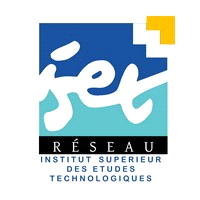 iset
RÉSEAU
INSTITUT SUPERIEUR
DES ETUDES
TECHNOLOGIQUES